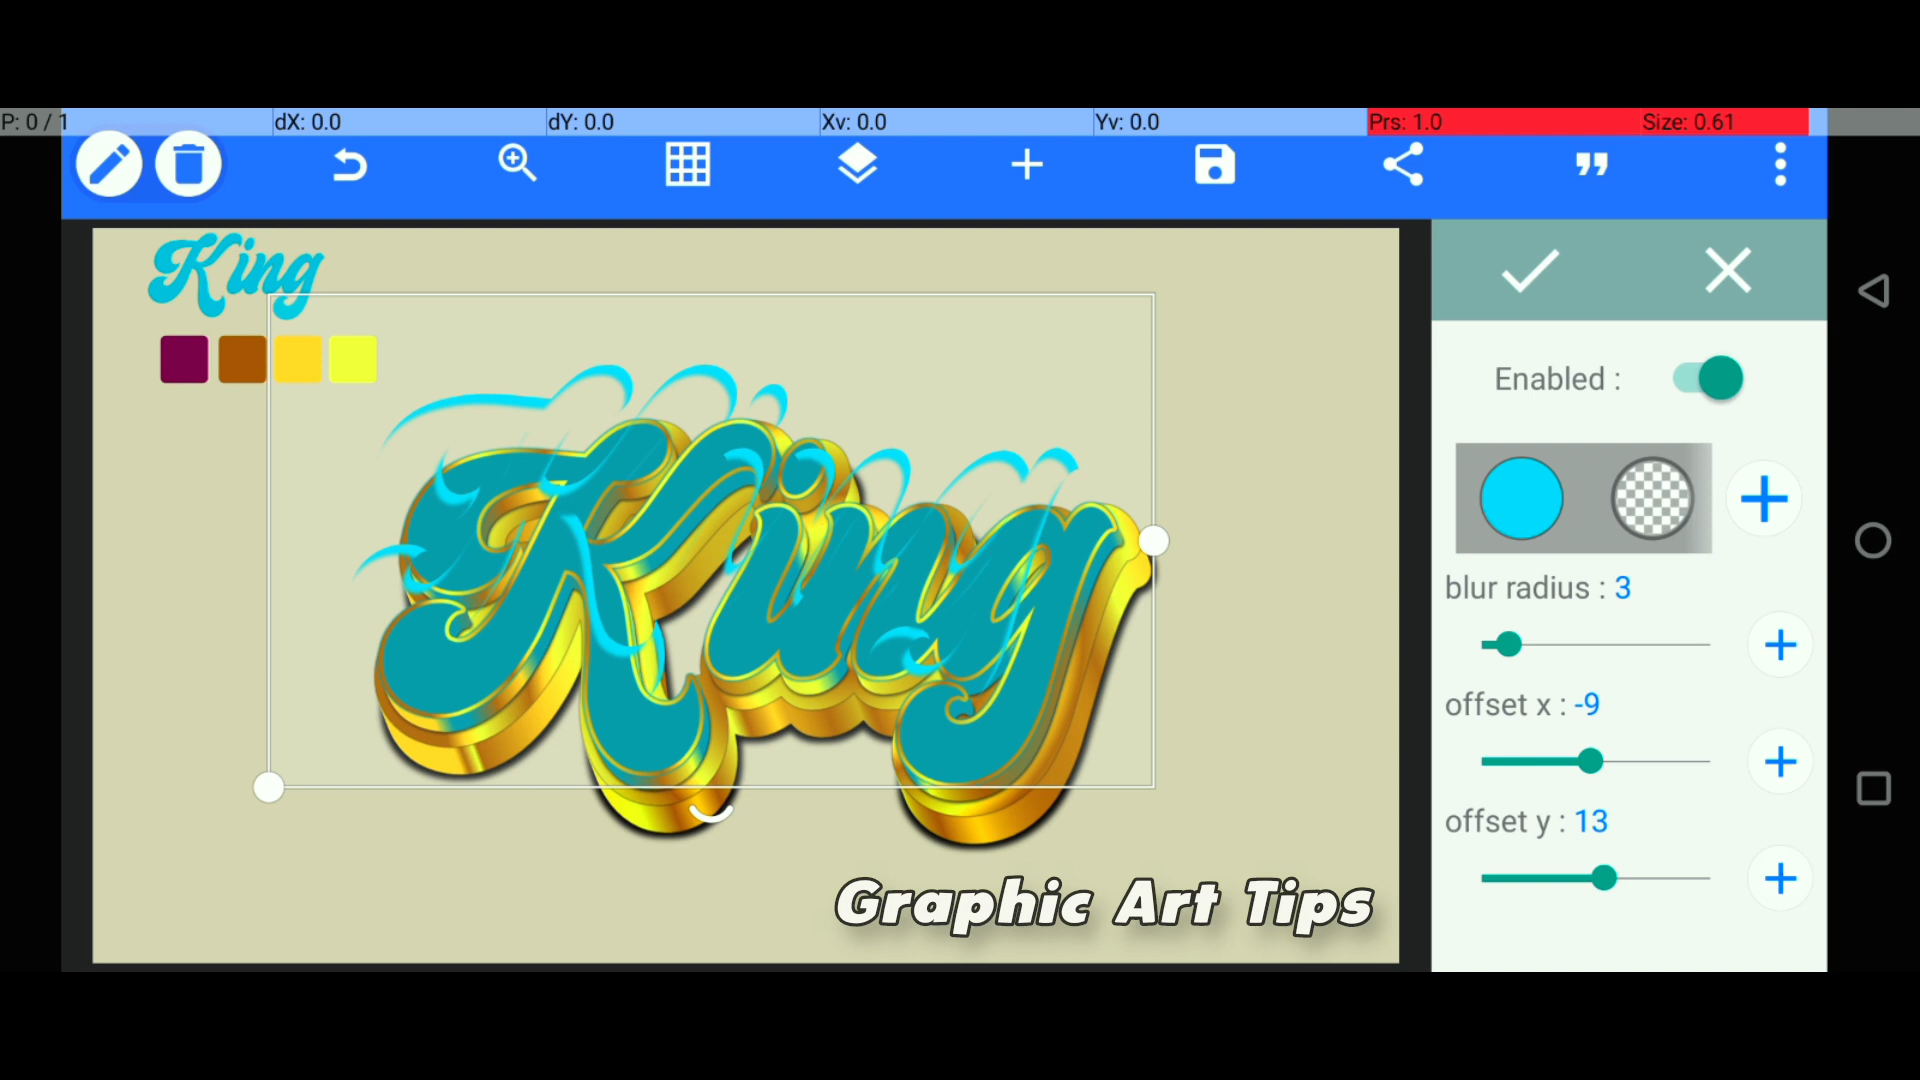 P: 0 / 1 dX: 0.0 dY: 0.0 Xv: 0.0 Yv: 0.0 Prs: 1.0 Size: 0.61
King
Enabled :
King
blur radius : 3
offset x : -9
offset y : 13
Graphic Art Tips